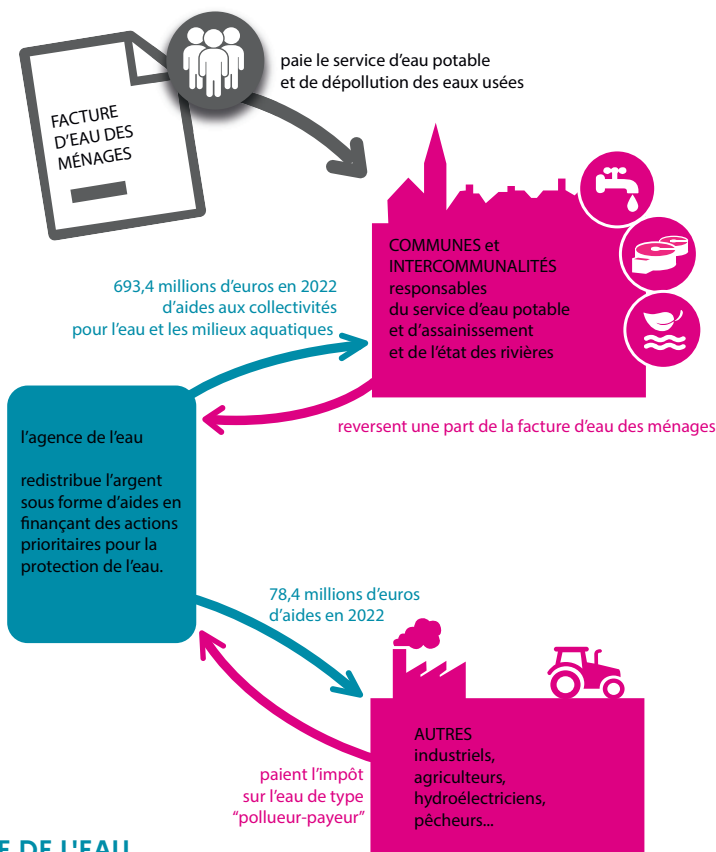 paie le service d'eau potable
et de dépollution des eaux usées
FACTURE
D'EAU DES
MÉNAGES
COMMUNES et
INTERCOMMUNALITÉS
responsables
du service d'eau potable
et d'assainissement
et de l'état des rivières
693,4 millions d'euros en 2022
d'aides aux collectivités
pour l'eau et les milieux aquatiques
reversent une part de la facture d'eau des ménages
l'agence de l'eau
redistribue l'argent
sous forme d'aides en
finançant des actions
prioritaires pour la
protection de l'eau.
78,4 millions d'euros
d'aides en 2022
paient l'impôt
sur l'eau de type
"pollueur-payeur"
AUTRES
industriels,
agriculteurs,
hydroélectriciens,
pêcheurs...
DE L'EAU